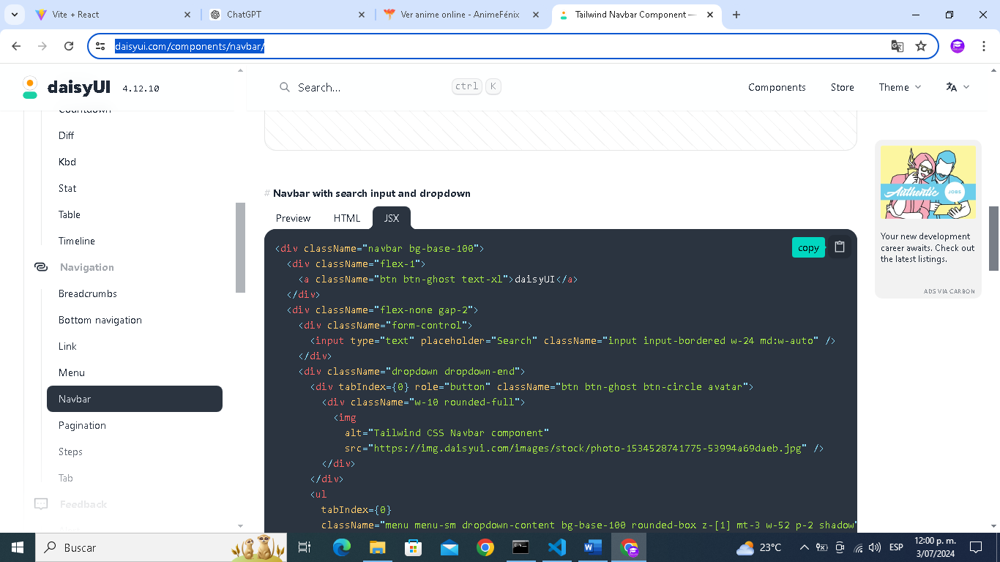 Vite + React
ChatGPT
Ver anime online - AnimeFénix
Tailwind Navbar Component —
daisyui.com/components/navbar/
daisyUI 4.12.10
Search...
ctrl K
Components
Store
Theme
Countdown
Diff
Kbd
Stat
Table
Timeline
Navigation
Breadcrumbs
Bottom navigation
Link
Menu
Navbar
Pagination
Steps
Tab
Feedback
# Navbar with search input and dropdown
Preview HTML JSX
copy
<div className="navbar bg-base-100">
<div className="flex-1">
<a className="btn btn-ghost text-xl">daisyUI</a>
</div>
<div className="flex-none gap-2">
<div className="form-control">
<input type="text" placeholder="Search" className="input input-bordered w-24 md:w-auto" />
</div>
<div className="dropdown dropdown-end">
<div tabIndex={0} role="button" className="btn btn-ghost btn-circle avatar">
<div className="w-10 rounded-full">
<img
alt="Tailwind CSS Navbar component"
src="https://img.daisyui.com/images/stock/photo-1534528741775-53994a69daeb.jpg" />
</div>
</div>
<ul
tabIndex={0}
className="menu menu-sm dropdown-content bg-base-100 rounded-box z-[1] mt-3 w-52 p-2 shadow"
Authentic JOBS
Your new development
career awaits. Check out
the latest listings.
ADS VIA CARBON
Buscar
23°C
ESP
12:00 p. m.
3/07/2024